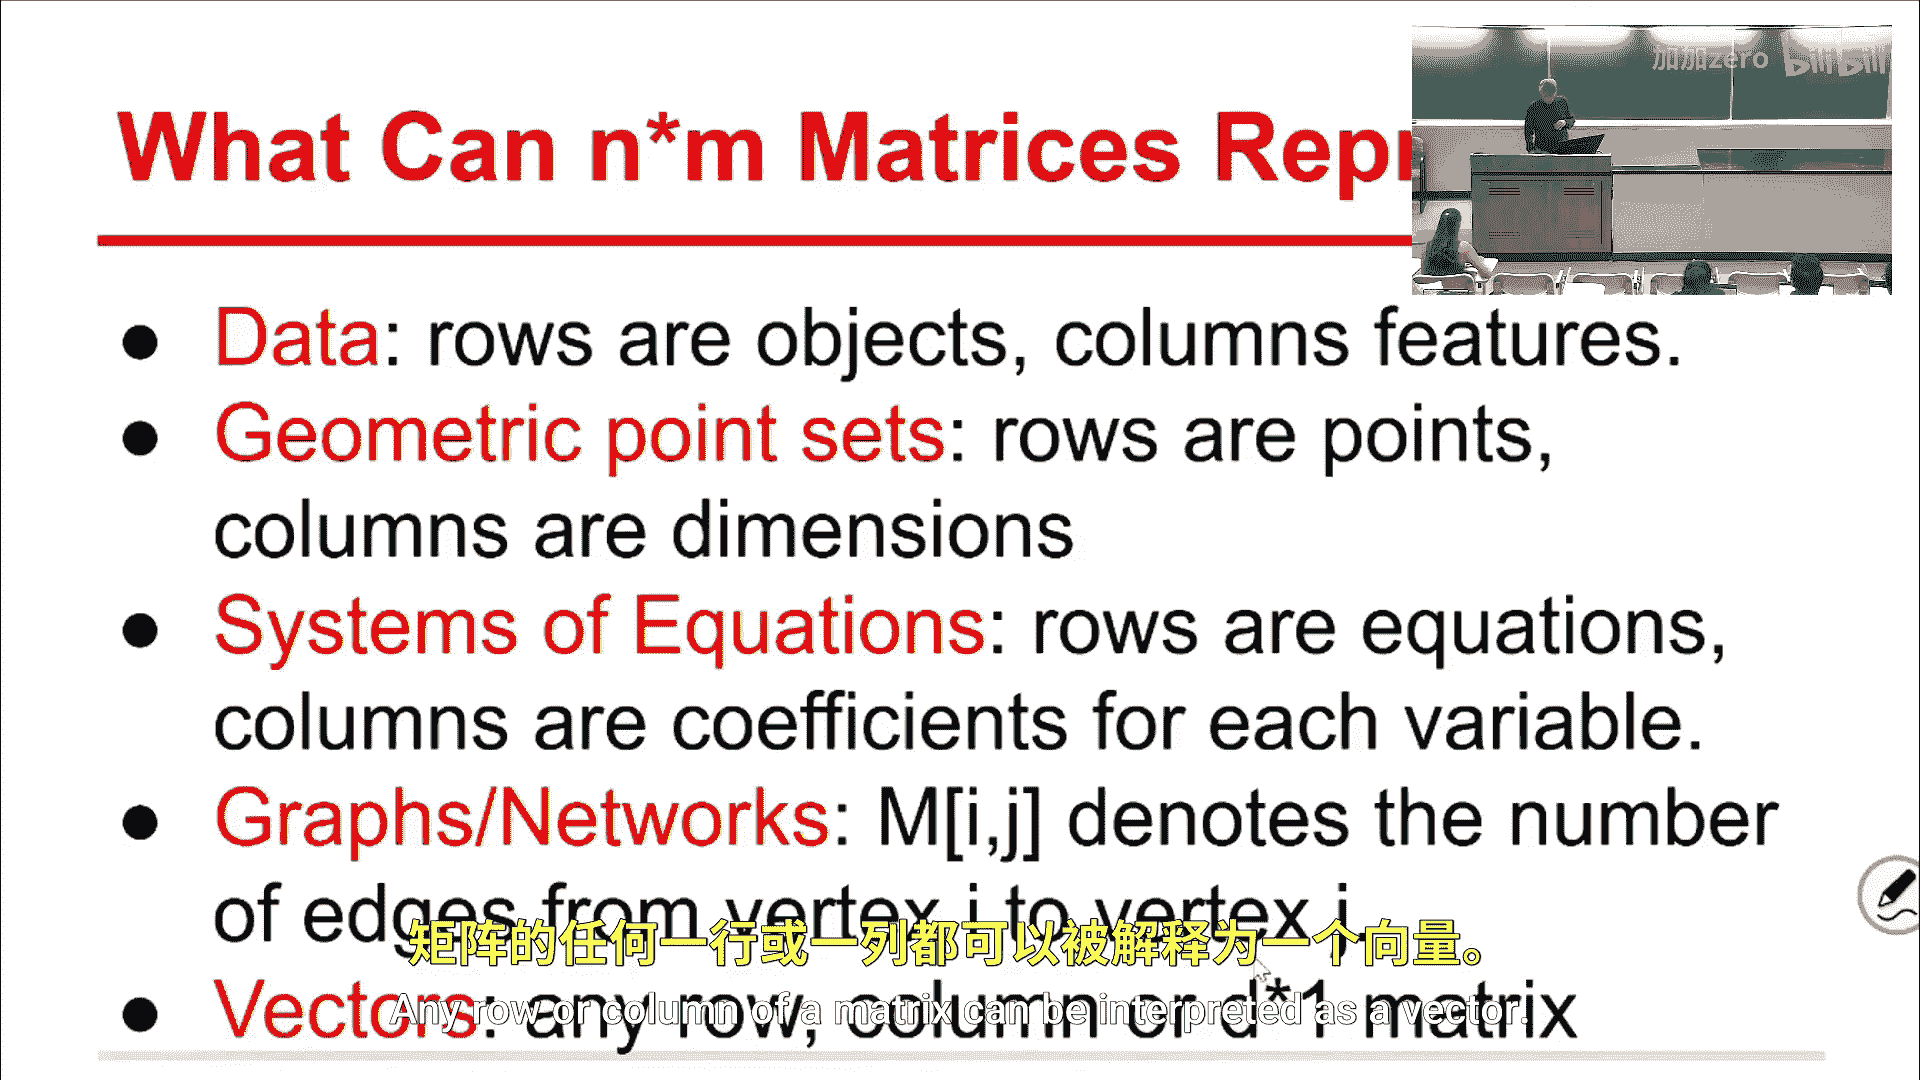 What Can n*m Matrices Repr
加加zero bilibili
● Data: rows are objects, columns features.
● Geometric point sets: rows are points,
columns are dimensions
● Systems of Equations: rows are equations,
columns are coefficients for each variable.
● Graphs/Networks: M[i,j] denotes the number
of edges from vertex i to vertex j.
矩阵的任何一行或一列都可以被解释为一个向量。
● Vectors: any row, column or d*1 matrix
Any row or column of a matrix can be interpreted as a vector.